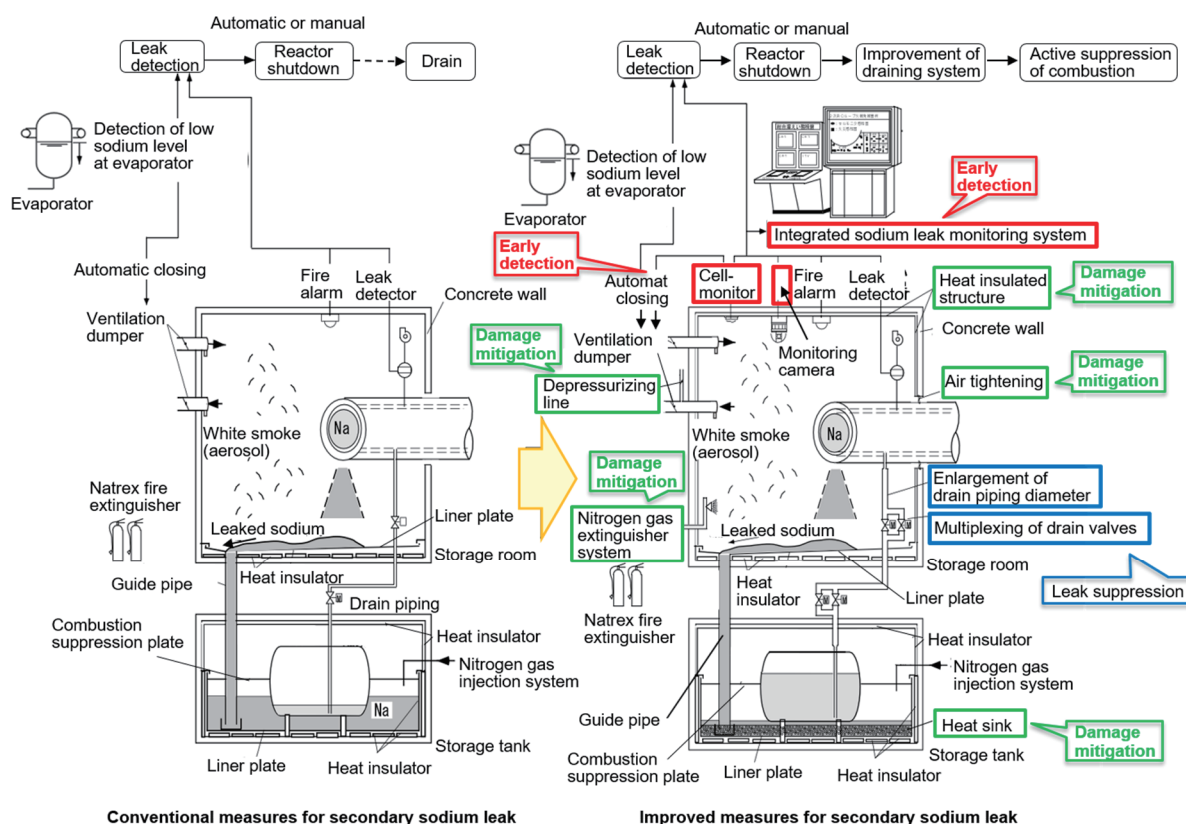 Automatic or manual
Leak
detection
Reactor
shutdown
Drain
Detection of low
sodium level
at evaporator
Evaporator
Automatic closing
Ventilation
dumper
Fire
alarm
Leak
detector
Concrete wall
Na
White smoke
(aerosol)
Natrex fire
extinguisher
Leaked sodium
Liner plate
Storage room
Heat insulator
Guide pipe
Drain piping
Combustion
suppression plate
Heat insulator
Nitrogen gas
injection system
Na
Storage tank
Liner plate
Heat insulator
Conventional measures for secondary sodium leak
Automatic or manual
Leak
detection
Reactor
shutdown
Improvement of
draining system
Active suppression
of combustion
Detection of low
sodium level
at evaporator
Evaporator
Early
detection
Integrated sodium leak monitoring system
Early
detection
Automat
closing
Cell-
monitor
Fire
alarm
Leak
detector
Heat insulated
structure
Damage
mitigation
Concrete wall
Damage
mitigation
Ventilation
dumper
Monitoring
camera
Depressurizing
line
Air tightening
Damage
mitigation
Na
White smoke
(aerosol)
Damage
mitigation
Enlargement of
drain piping diameter
Nitrogen gas
extinguisher
system
Leaked sodium
Multiplexing of drain valves
Storage room
Leak suppression
Heat
insulator
Liner plate
Natrex fire
extinguisher
Heat insulator
Nitrogen gas
injection system
Guide pipe
Heat sink
Damage
mitigation
Combustion
suppression plate
Liner plate
Storage tank
Heat insulator
Improved measures for secondary sodium leak